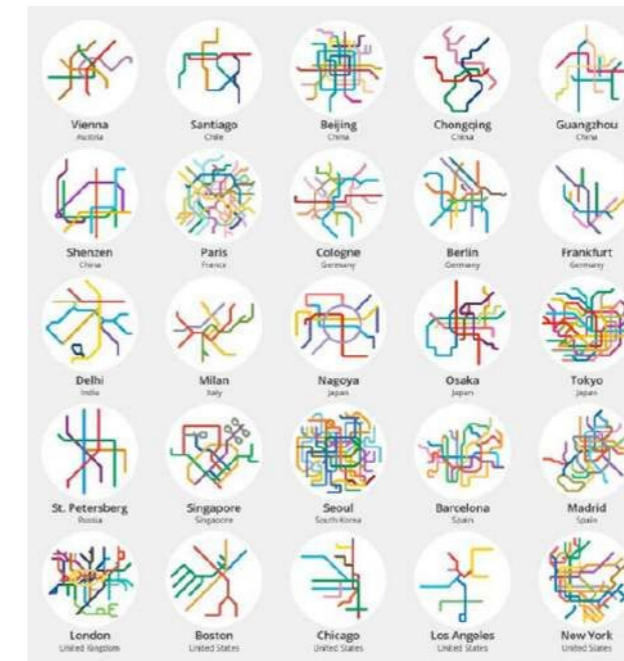 Vienna
Austria
Santiago
Chile
Beijing
China
Chongqing
China
Guangzhou
China
Shenzen
China
Paris
France
Cologne
Germany
Berlin
Germany
Frankfurt
Germany
Delhi
India
Milan
Italy
Nagoya
Japan
Osaka
Japan
Tokyo
Japan
St. Petersberg
Russia
Singapore
Singapore
Seoul
South Korea
Barcelona
Spain
Madrid
Spain
London
United Kingdom
Boston
United States
Chicago
United States
Los Angeles
United States
New York
United States